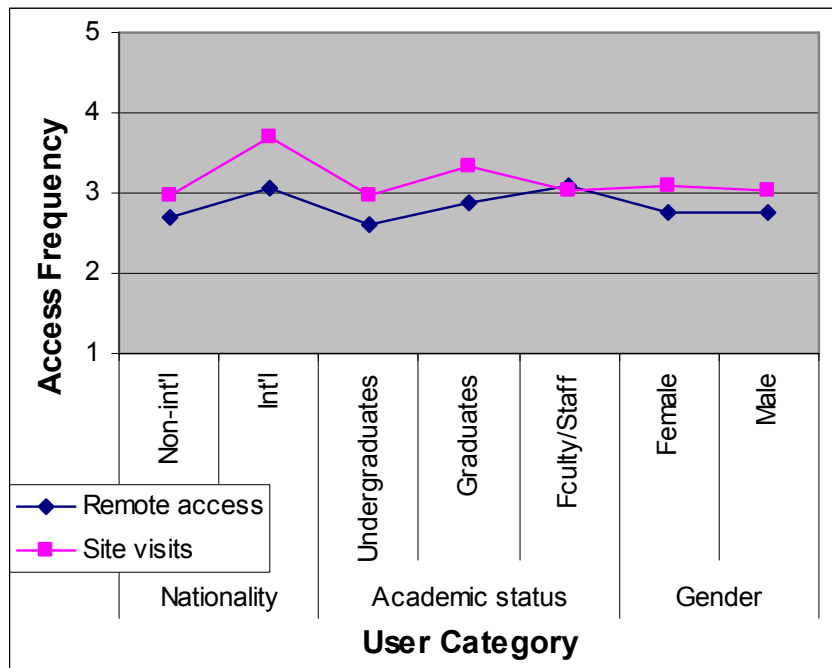 5
4
3
2
1
Access Frequency
Non-int'l
Int'l
Undergraduates
Graduates
Fculty/Staff
Female
Male
Remote access
Site visits
Nationality
Academic status
Gender
User Category